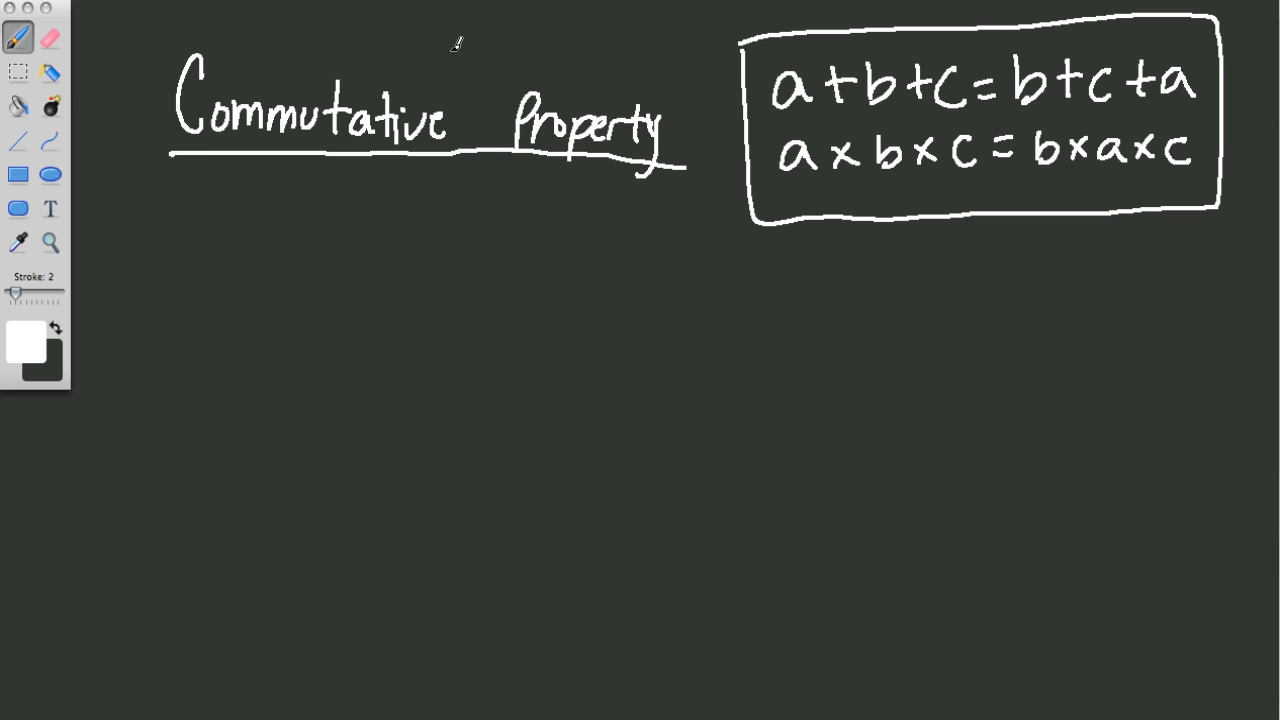 Commutative Property
a+b+c=b+c+a
a×b×c=b×a×c
T
Stroke: 2